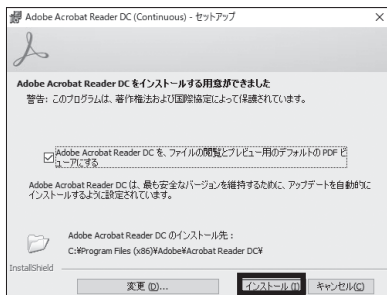 Adobe Acrobat Reader DC (Continuous) - セットアップ
Adobe Acrobat Reader DC をインストールする用意ができました
警告: このプログラムは、著作権法および国際協定によって保護されています。
Adobe Acrobat Reader DC を、ファイルの閲覧とプレビュー用のデフォルトの PDF ビ
ューアにする
Adobe Acrobat Reader DC は、最も安全なバージョンを維持するために、アップデートを自動的に
インストールするように設定されています。
Adobe Acrobat Reader DC のインストール先 :
C:¥Program Files (x86)¥Adobe¥Acrobat Reader DC¥
InstallShield
変更 (D)...
インストール (I)
キャンセル(C)